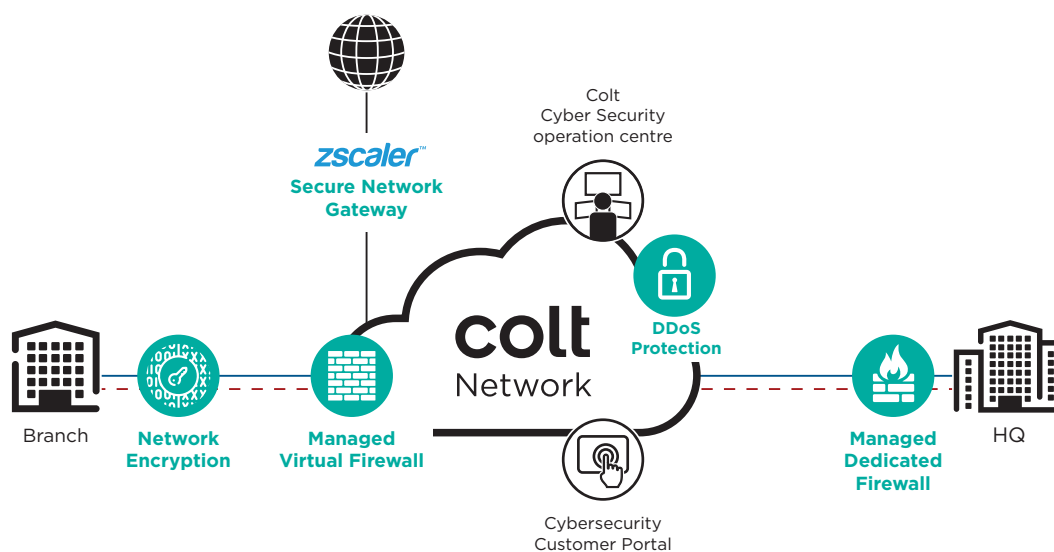 Colt
Cyber Security
operation centre
zscaler™
Secure Network
Gateway
colt
Network
DDoS
Protection
Branch
Network
Encryption
Managed
Virtual Firewall
Managed
Dedicated
Firewall
HQ
Cybersecurity
Customer Portal